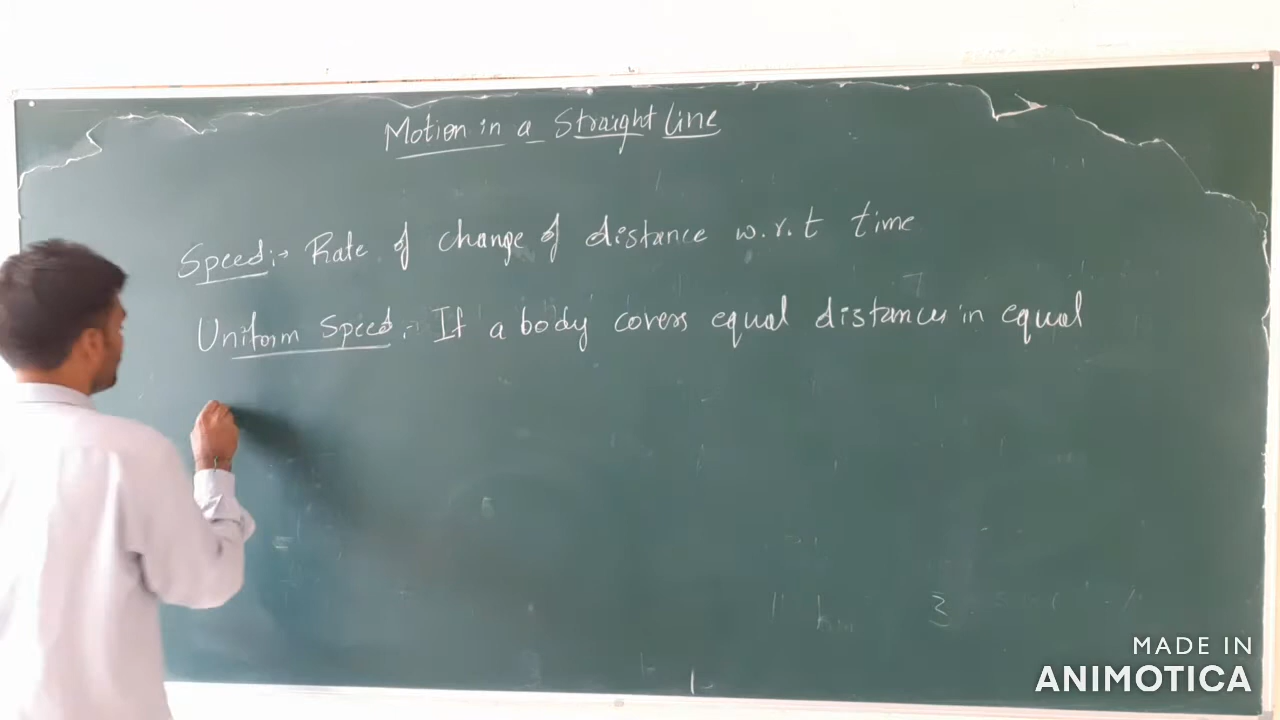 Motion in a Straight Line
Speed:- Rate of change of distance w.r.t time
Uniform Speed:- If a body covers equal distances in equal
MADE IN
ANIMOTICA